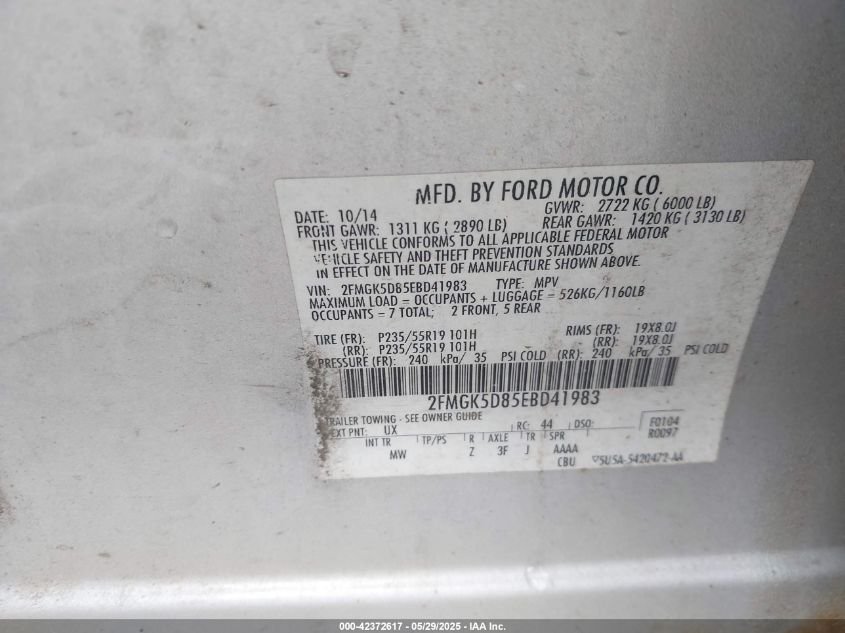 MFD. BY FORD MOTOR CO.
DATE: 10/14 GVWR: 2722 KG ( 6000 LB)
FRONT GAWR: 1311 KG ( 2890 LB) REAR GAWR: 1420 KG ( 3130 LB)
THIS VEHICLE CONFORMS TO ALL APPLICABLE FEDERAL MOTOR
VEHICLE SAFETY AND THEFT PREVENTION STANDARDS
IN EFFECT ON THE DATE OF MANUFACTURE SHOWN ABOVE.
VIN: 2FMGK5D85EBD41983 TYPE: MPV
MAXIMUM LOAD = OCCUPANTS + LUGGAGE = 526KG/1160LB
OCCUPANTS = 7 TOTAL; 2 FRONT, 5 REAR
TIRE (FR): P235/55R19 101H RIMS (FR): 19X8.0J
(RR): P235/55R19 101H (RR): 19X8.0J
PRESSURE (FR): 240 kPa/ 35 PSI COLD (RR): 240 kPa/ 35 PSI COLD
2FMGK5D85EBD41983
TRAILER TOWING - SEE OWNER GUIDE
EXT PNT: UX RC: 44 DSO: F0104
R0097
INT TR TP/PS R AXLE TR SPR
MW Z 3F J AAAA
CBU 5U5A-5420472-AA
000-42372617 - 05/29/2025 - IAA Inc.